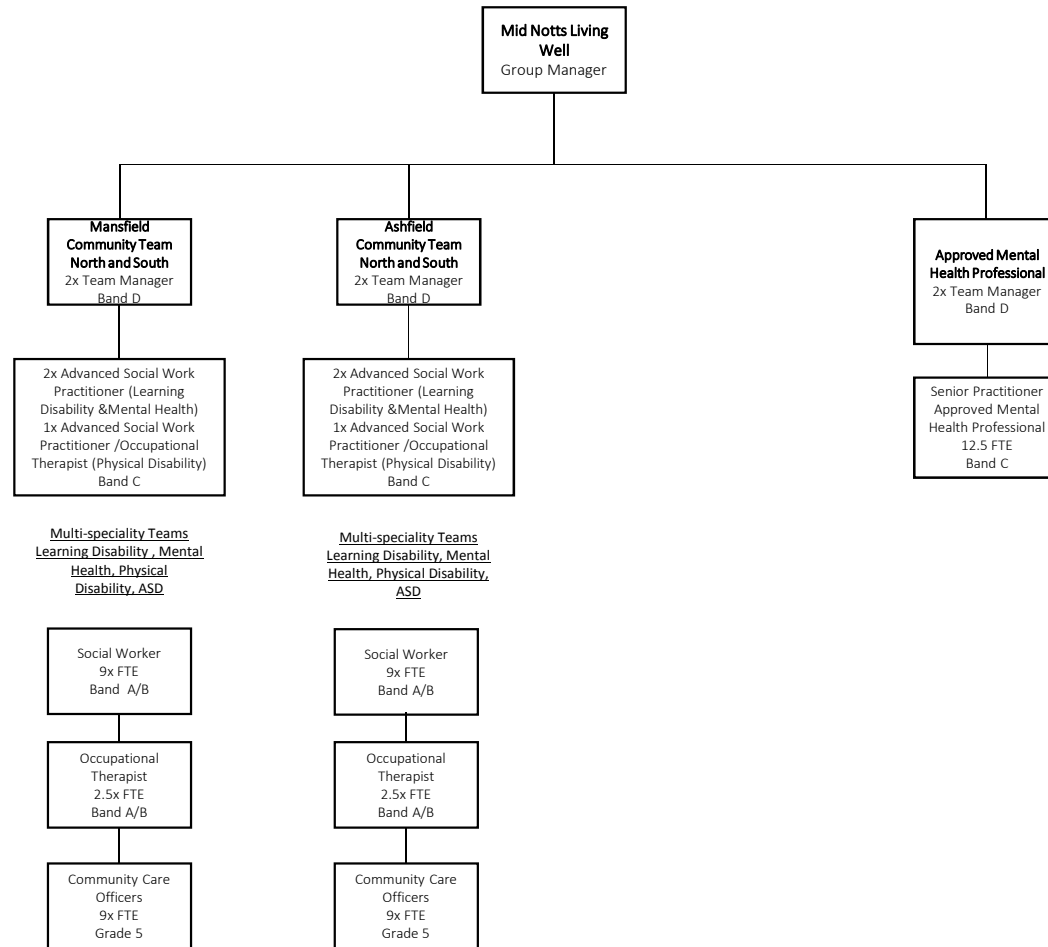 Mid Notts Living
Well
Group Manager
Mansfield
Community Team
North and South
2x Team Manager
Band D
Ashfield
Community Team
North and South
2x Team Manager
Band D
Approved Mental
Health Professional
2x Team Manager
Band D
2x Advanced Social Work
Practitioner (Learning
Disability &Mental Health)
1x Advanced Social Work
Practitioner /Occupational
Therapist (Physical Disability)
Band C
2x Advanced Social Work
Practitioner (Learning
Disability &Mental Health)
1x Advanced Social Work
Practitioner /Occupational
Therapist (Physical Disability)
Band C
Senior Practitioner
Approved Mental
Health Professional
12.5 FTE
Band C
Multi-speciality Teams
Learning Disability , Mental
Health, Physical
Disability, ASD
Multi-speciality Teams
Learning Disability, Mental
Health, Physical Disability,
ASD
Social Worker
9x FTE
Band A/B
Social Worker
9x FTE
Band A/B
Occupational
Therapist
2.5x FTE
Band A/B
Occupational
Therapist
2.5x FTE
Band A/B
Community Care
Officers
9x FTE
Grade 5
Community Care
Officers
9x FTE
Grade 5